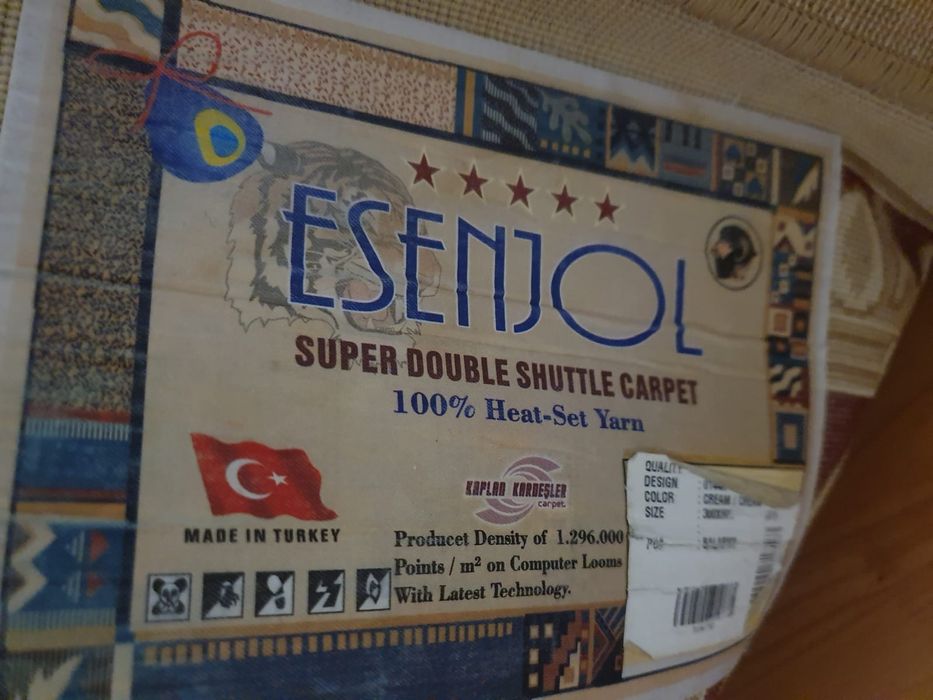 ESENJOL
SUPER DOUBLE SHUTTLE CARPET
100% Heat-Set Yarn
KAPLAN KARDEŞLER
carpet.
MADE IN TURKEY
Producet Density of 1.296.000
Points / m² on Computer Looms
With Latest Technology.
QUALITY
DESIGN :
COLOR : CREAM /
SIZE :